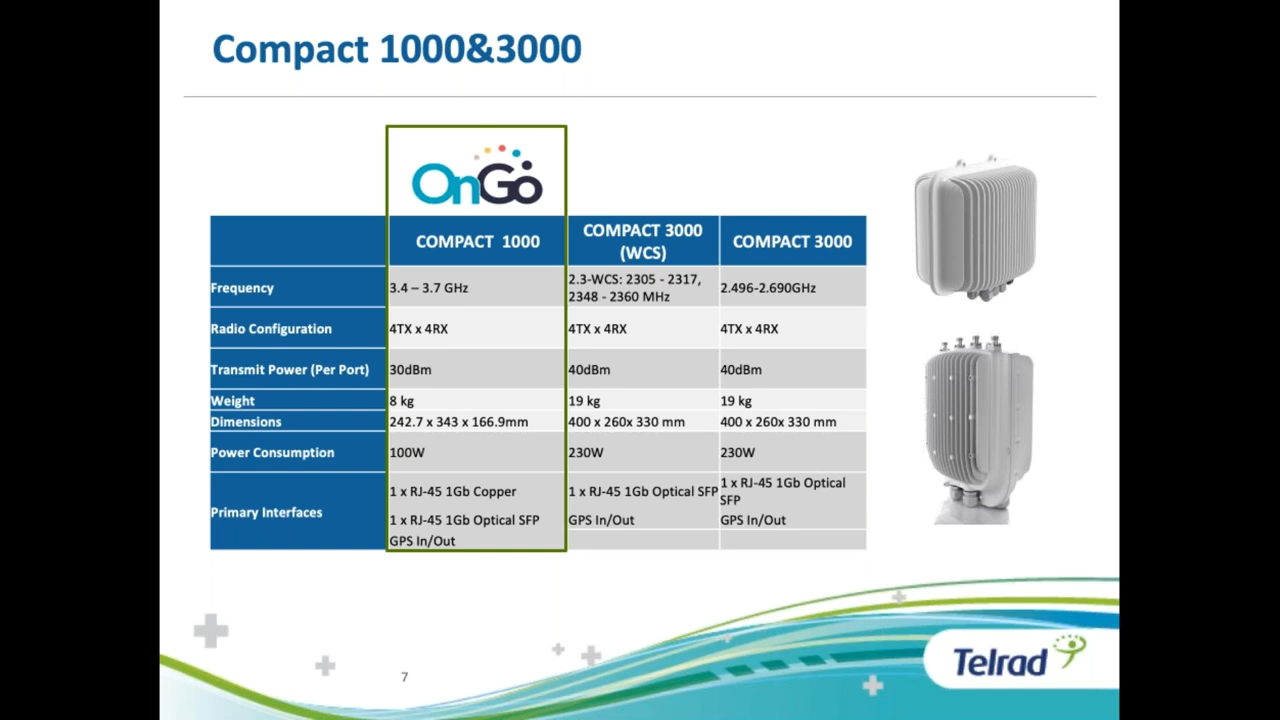 Compact 1000&3000
OnGo
COMPACT 1000
COMPACT 3000
(WCS)
COMPACT 3000
Frequency
3.4 – 3.7 GHz
2.3-WCS: 2305 - 2317,
2348 - 2360 MHz
2.496-2.690GHz
Radio Configuration
4TX x 4RX
4TX x 4RX
4TX x 4RX
Transmit Power (Per Port)
30dBm
40dBm
40dBm
Weight
8 kg
19 kg
19 kg
Dimensions
242.7 x 343 x 166.9mm
400 x 260x 330 mm
400 x 260x 330 mm
Power Consumption
100W
230W
230W
Primary Interfaces
1 x RJ-45 1Gb Copper
1 x RJ-45 1Gb Optical SFP
GPS In/Out
1 x RJ-45 1Gb Optical SFP
GPS In/Out
1 x RJ-45 1Gb Optical
SFP
GPS In/Out
7
Telrad